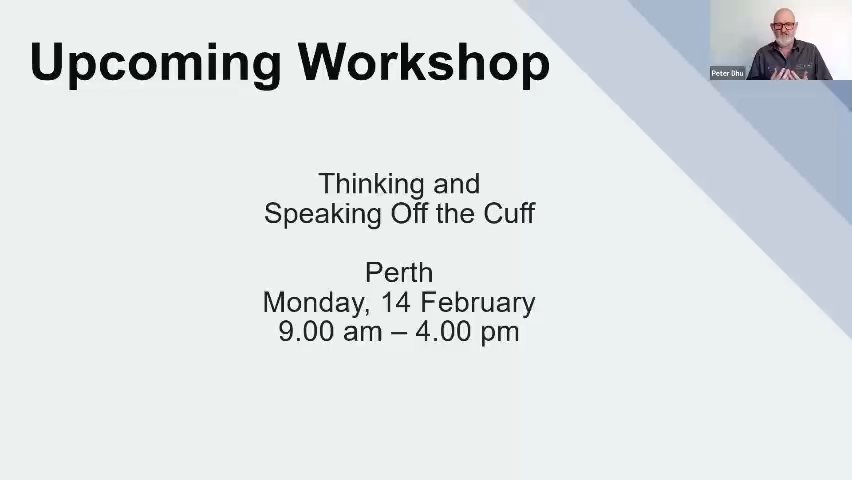 Upcoming Workshop
Peter Dhu
Thinking and
Speaking Off the Cuff
Perth
Monday, 14 February
9.00 am – 4.00 pm